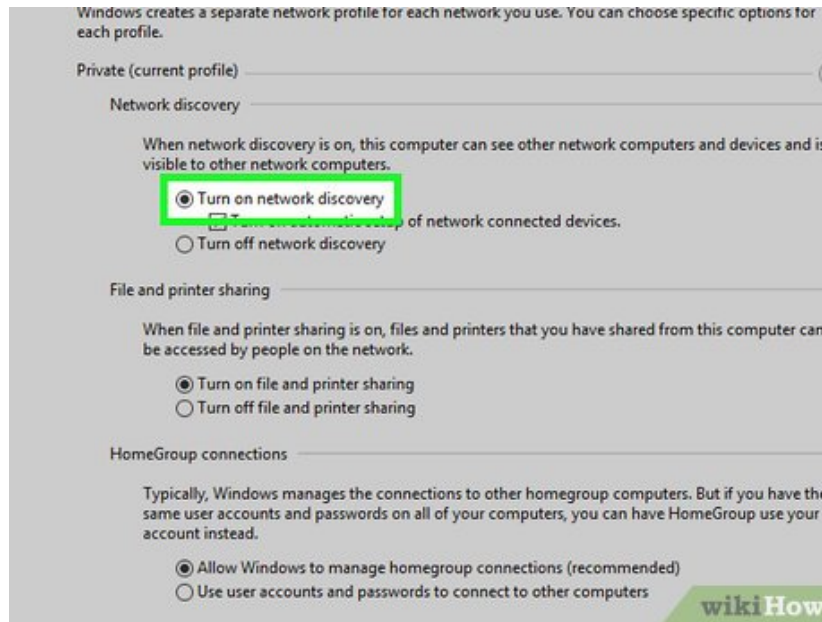 Windows creates a separate network profile for each network you use. You can choose specific options for
each profile.
Private (current profile)
Network discovery
When network discovery is on, this computer can see other network computers and devices and is
visible to other network computers.
Turn on network discovery
Turn on automatic setup of network connected devices.
Turn off network discovery
File and printer sharing
When file and printer sharing is on, files and printers that you have shared from this computer can
be accessed by people on the network.
Turn on file and printer sharing
Turn off file and printer sharing
HomeGroup connections
Typically, Windows manages the connections to other homegroup computers. But if you have the
same user accounts and passwords on all of your computers, you can have HomeGroup use your
account instead.
Allow Windows to manage homegroup connections (recommended)
Use user accounts and passwords to connect to other computers
wikiHow